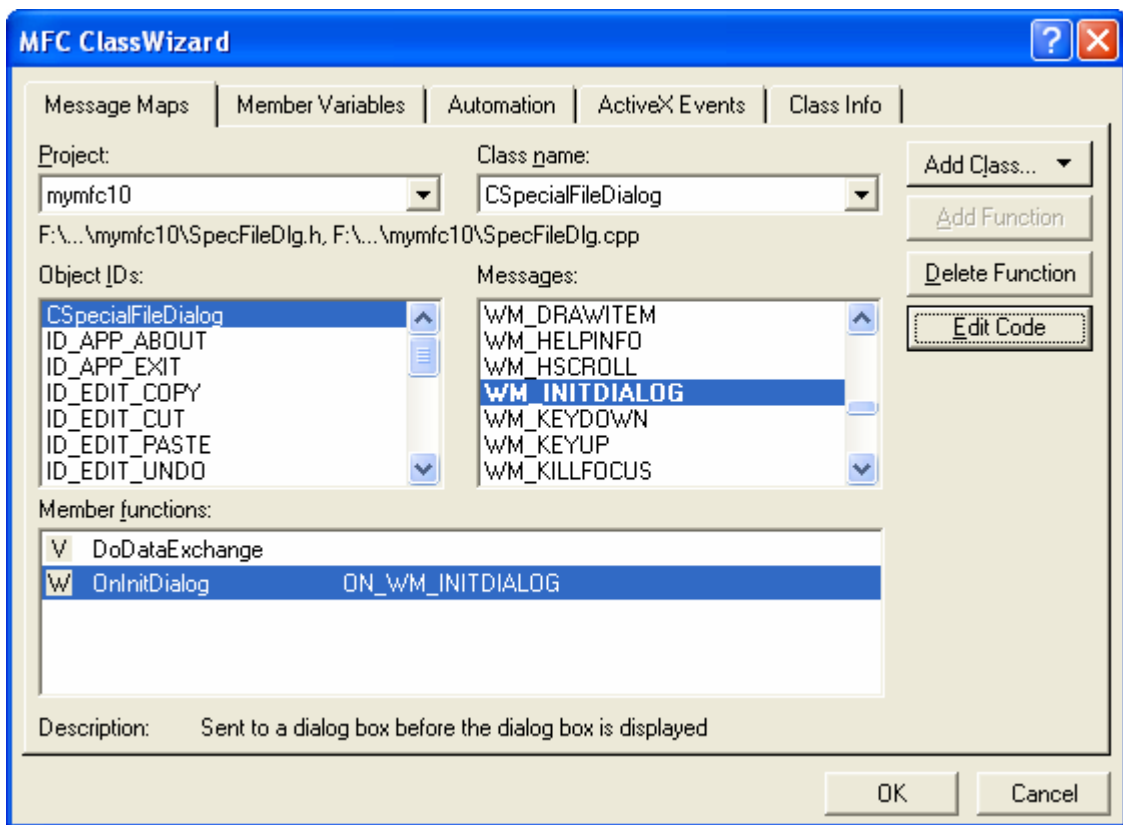 MFC ClassWizard
Message Maps
Member Variables
Automation
ActiveX Events
Class Info
Project:
mymfc10
Class name:
CSpecialFileDialog
F:\...\mymfc10\SpecFileDlg.h, F:\...\mymfc10\SpecFileDlg.cpp
Add Class...
Add Function
Delete Function
Edit Code
Object IDs:
CSpecialFileDialog
ID_APP_ABOUT
ID_APP_EXIT
ID_EDIT_COPY
ID_EDIT_CUT
ID_EDIT_PASTE
ID_EDIT_UNDO
Messages:
WM_DRAWITEM
WM_HELPINFO
WM_HSCROLL
WM_INITDIALOG
WM_KEYDOWN
WM_KEYUP
WM_KILLFOCUS
Member functions:
V DoDataExchange
W OnInitDialog ON_WM_INITDIALOG
Description: Sent to a dialog box before the dialog box is displayed
OK
Cancel